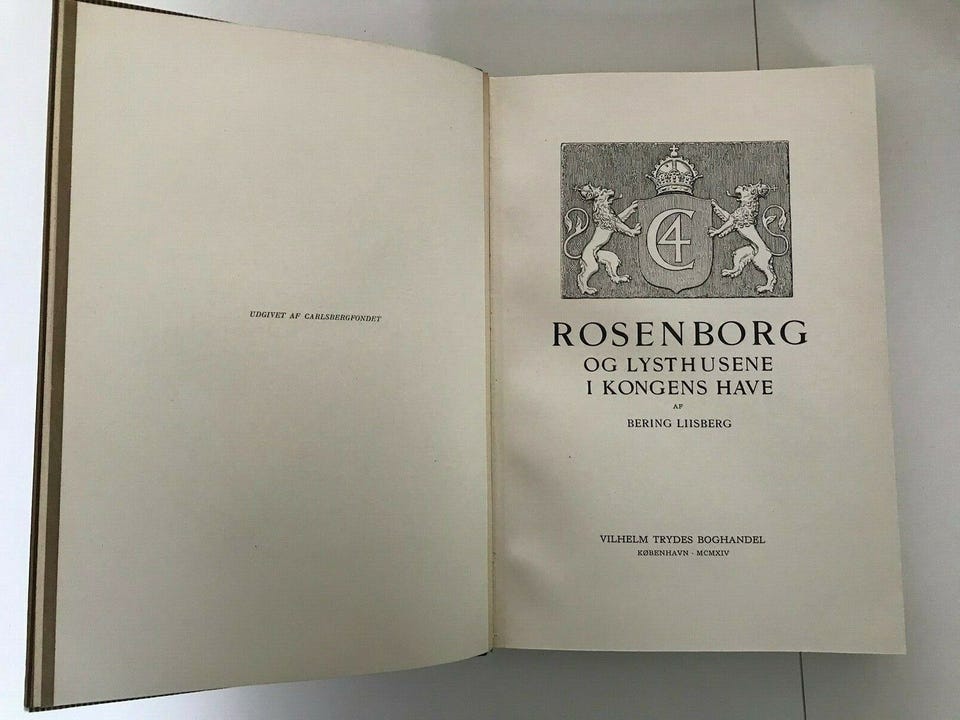 UDGIVET AF CARLSBERGFONDET
C4
ROSENBORG
OG LYSTHUSENE
I KONGENS HAVE
AF
BERING LIISBERG
VILHELM TRYDES BOGHANDEL
KØBENHAVN · MCMXIV